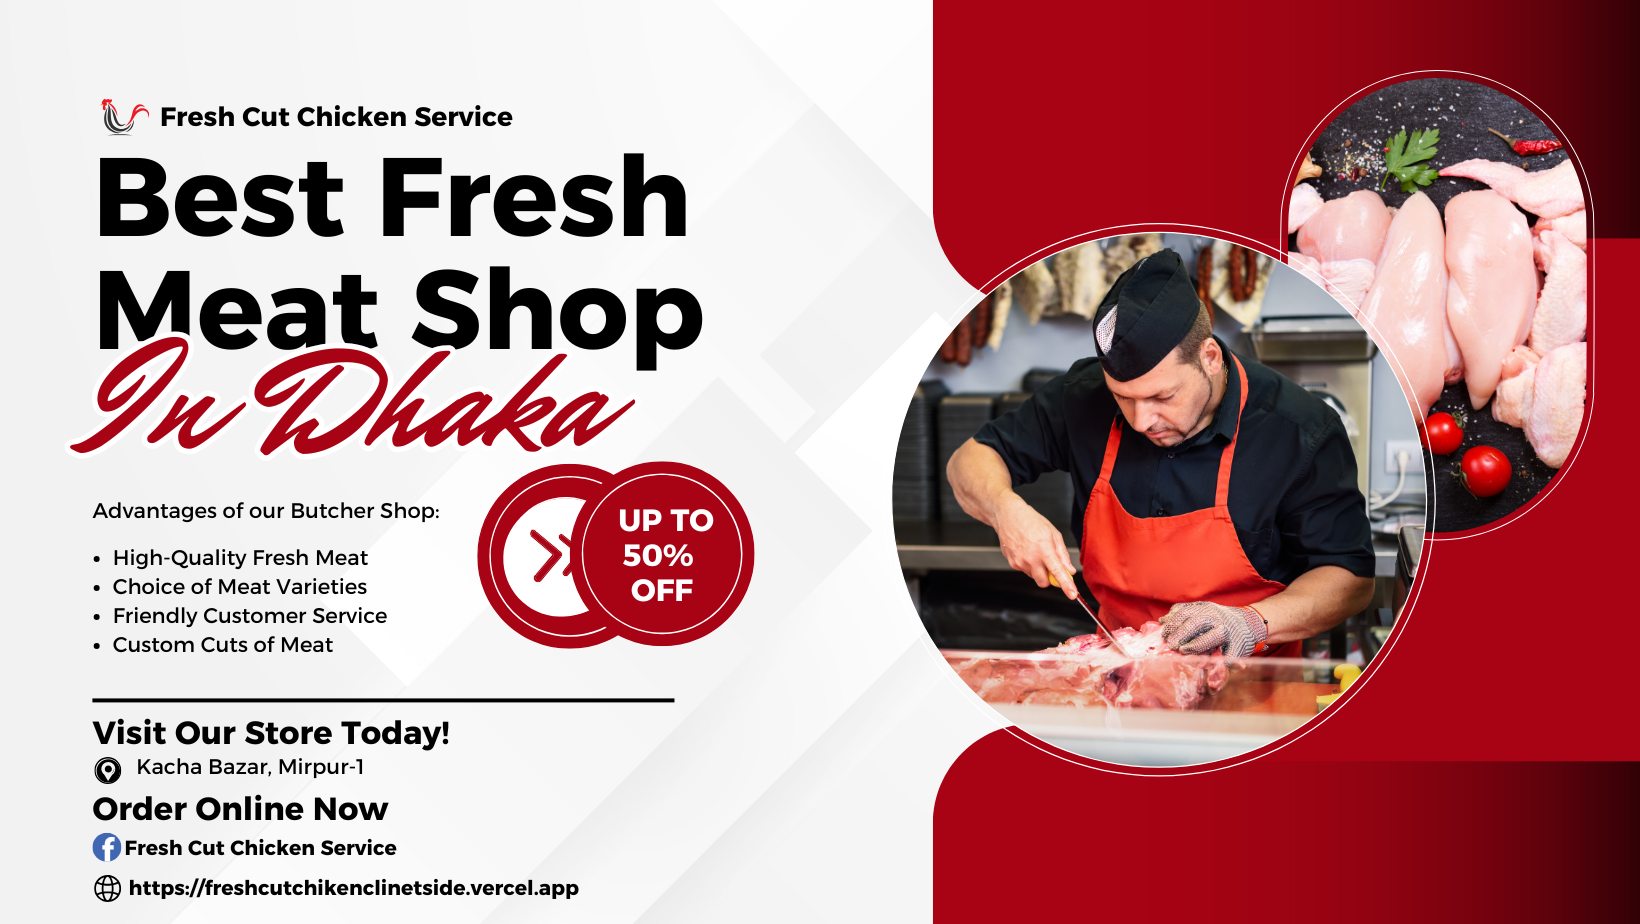 Fresh Cut Chicken Service
Best Fresh
Meat Shop
In Dhaka
Advantages of our Butcher Shop:
• High-Quality Fresh Meat
• Choice of Meat Varieties
• Friendly Customer Service
• Custom Cuts of Meat
UP TO
50%
OFF
Visit Our Store Today!
Kacha Bazar, Mirpur-1
Order Online Now
Fresh Cut Chicken Service
https://freshcutchikenclinetside.vercel.app